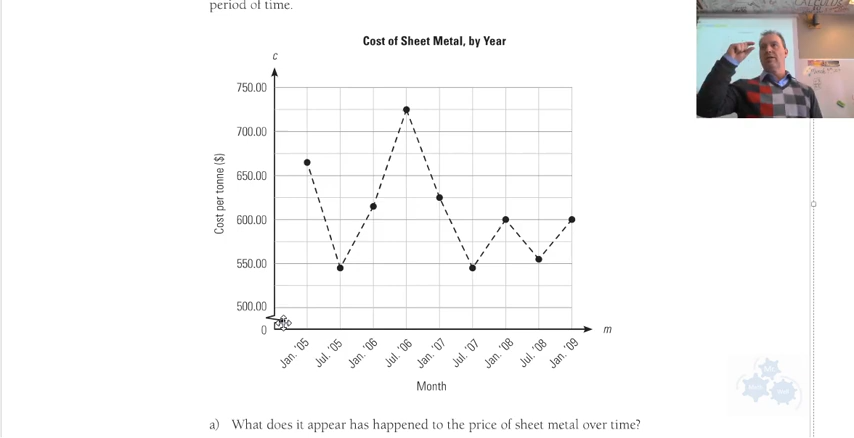 period of time.
Cost of Sheet Metal, by Year
c
750.00
700.00
650.00
600.00
550.00
500.00
0
Cost per tonne ($)
Jan. '05
Jul. '05
Jan. '06
Jul. '06
Jan. '07
Jul. '07
Jan. '08
Jul. '08
Jan. '09
m
Month
a) What does it appear has happened to the price of sheet metal over time?